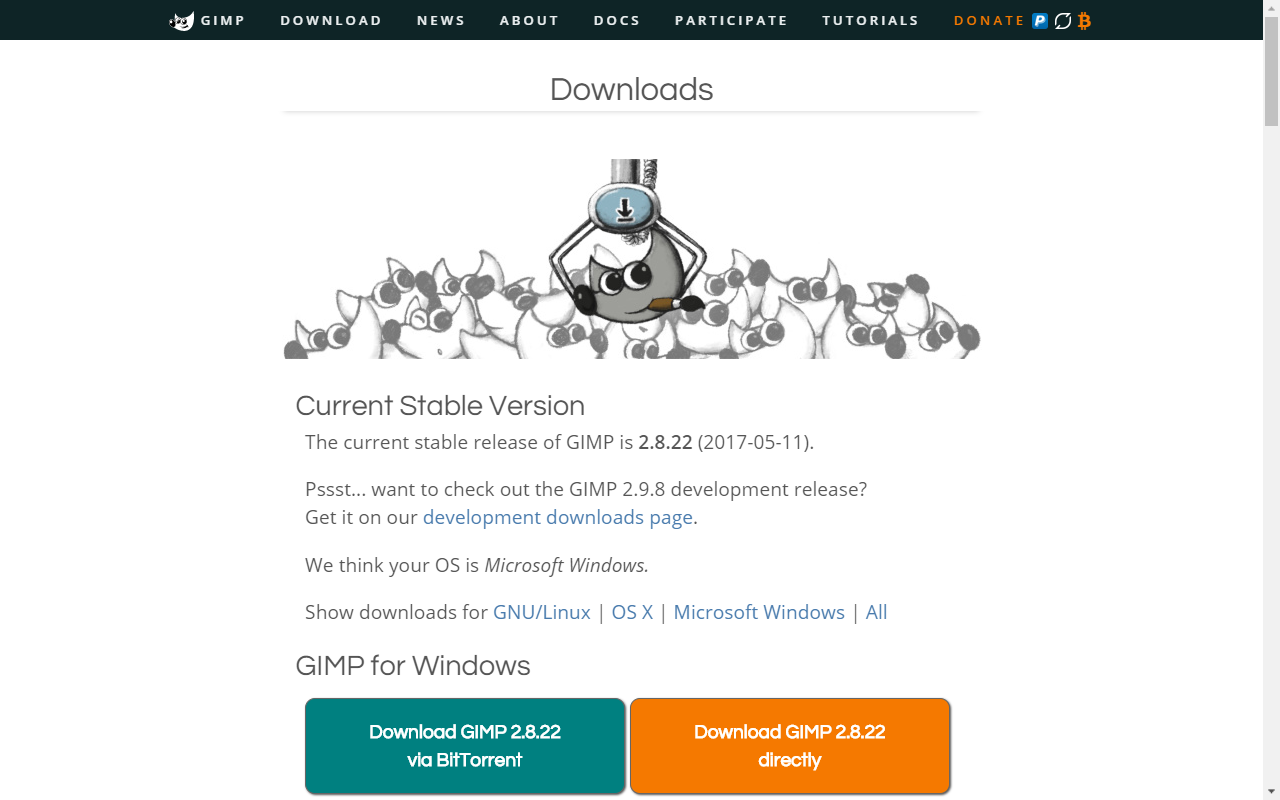 GIMP DOWNLOAD NEWS ABOUT DOCS PARTICIPATE TUTORIALS DONATE
Downloads
Current Stable Version
The current stable release of GIMP is 2.8.22 (2017-05-11).
Pssst... want to check out the GIMP 2.9.8 development release?
Get it on our development downloads page.
We think your OS is Microsoft Windows.
Show downloads for GNU/Linux | OS X | Microsoft Windows | All
GIMP for Windows
Download GIMP 2.8.22
via BitTorrent
Download GIMP 2.8.22
directly